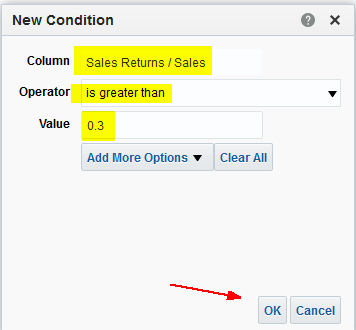 New Condition
Column Sales Returns / Sales
Operator is greater than
Value 0.3
Add More Options Clear All
OK Cancel